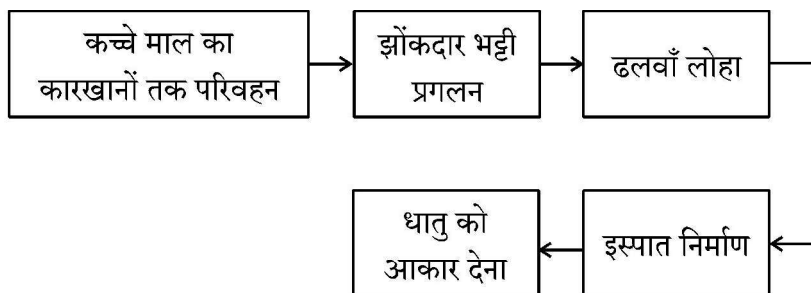 कच्चे माल का
कारखानों तक परिवहन
झोंकदार भट्टी
प्रगलन
ढलवाँ लोहा
इस्पात निर्माण
धातु को
आकार देना